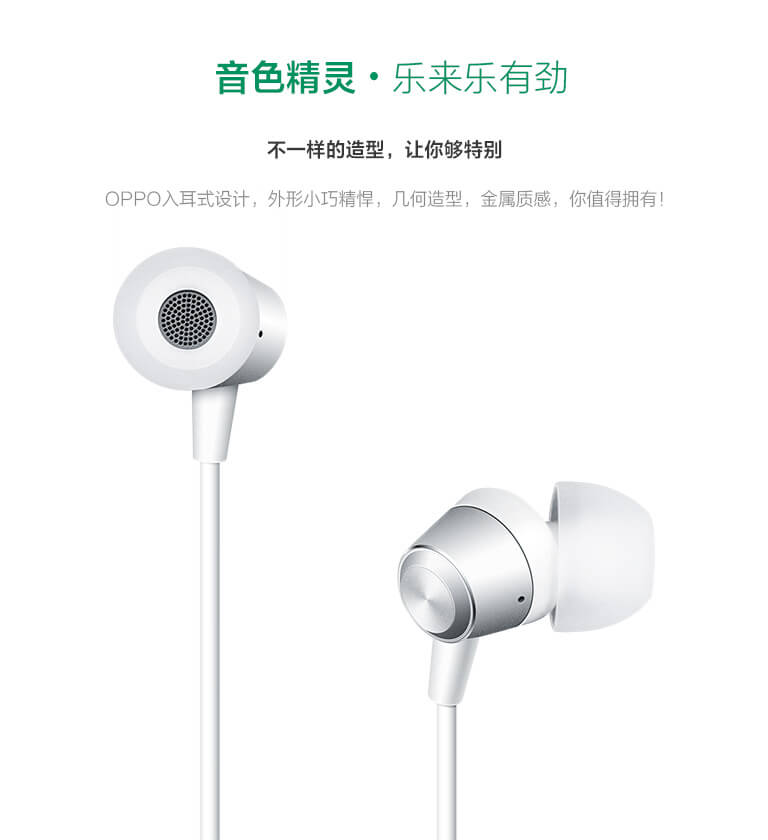 音色精灵·乐来乐有劲
不一样的造型，让你够特别
OPPO入耳式设计，外形小巧精悍，几何造型，金属质感，你值得拥有！